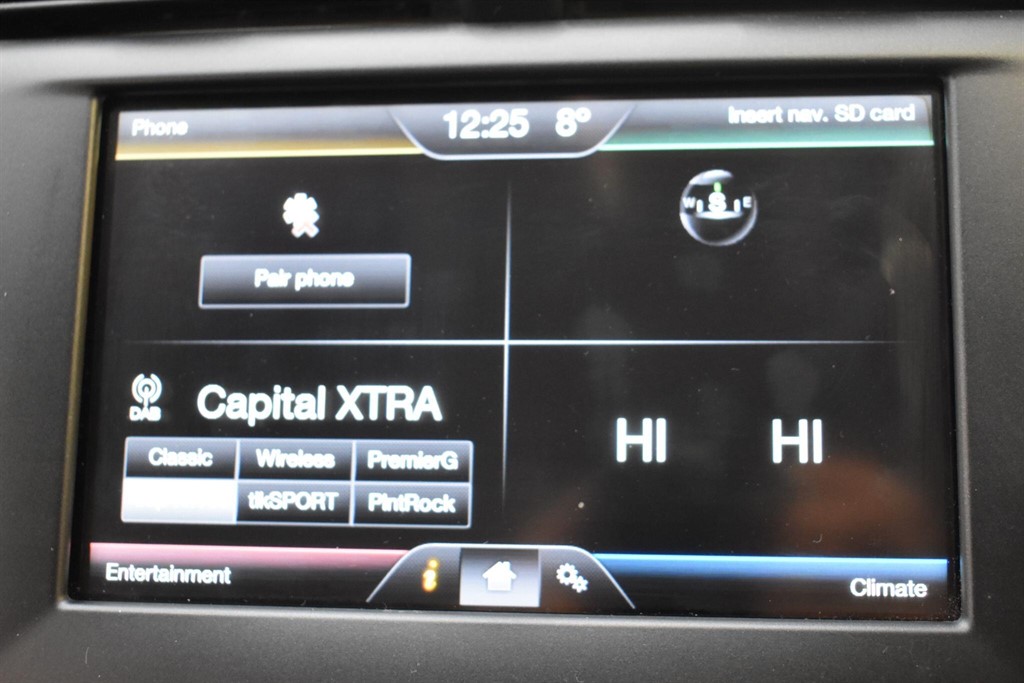 Phone
12:25 8°
Insert nav. SD card
W S E
Pair phone
DAB
Capital XTRA
Classic Wireless PremierG
tlkSPORT PlntRock
HI HI
Entertainment
Climate